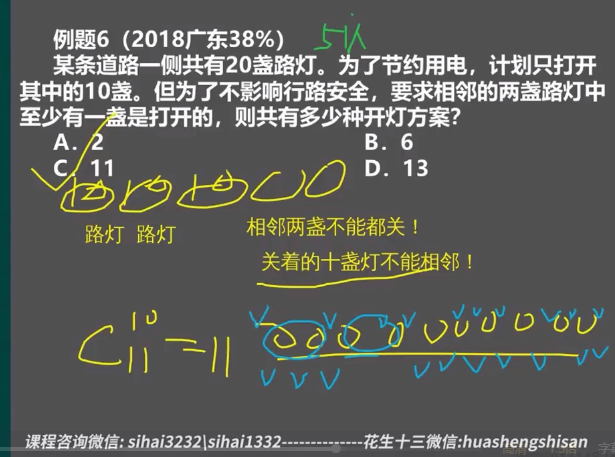 例题6（2018广东38%）
某条道路一侧共有20盏路灯。为了节约用电，计划只打开
其中的10盏。但为了不影响行路安全，要求相邻的两盏路灯中
至少有一盏是打开的，则共有多少种开灯方案？
A．2
B．6
C．11
D．13
路灯 路灯
相邻两盏不能都关！
关着的十盏灯不能相邻！
C 10 11 = 11
课程咨询微信: sihai3232\sihai1332--------------花生十三微信:huashengshisan